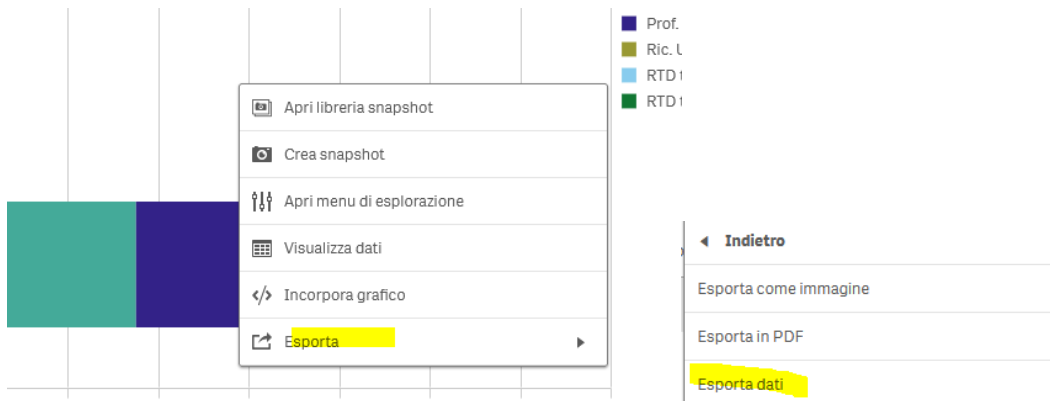 Prof.
Ric.
RTD
RTD
Apri libreria snapshot
Crea snapshot
Apri menu di esplorazione
Visualizza dati
Incorpora grafico
Esporta
Indietro
Esporta come immagine
Esporta in PDF
Esporta dati